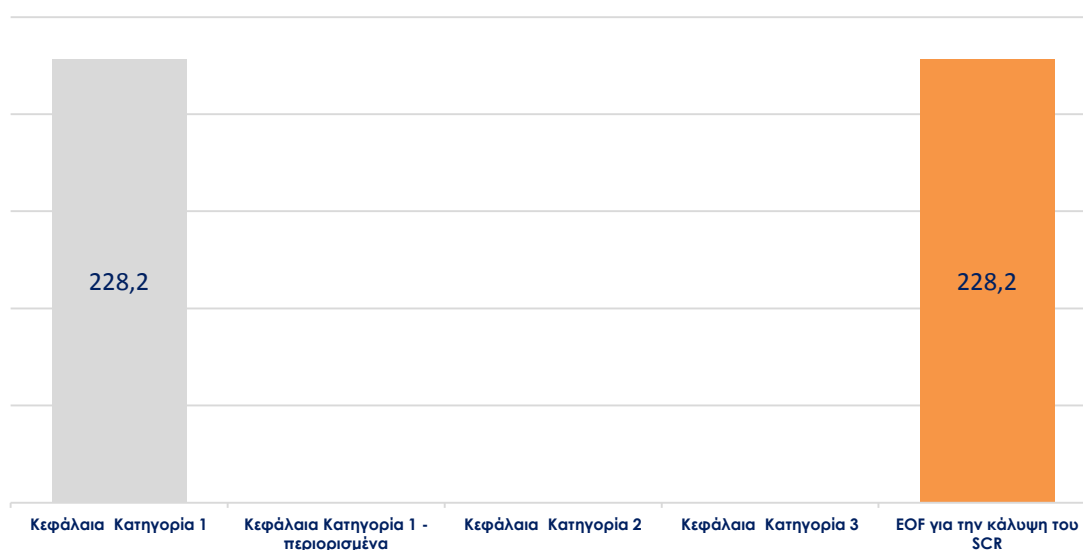 228,2
228,2
Κεφάλαια Κατηγορία 1
Κεφάλαια Κατηγορία 1 -
περιορισμένα
Κεφάλαια Κατηγορία 2
Κεφάλαια Κατηγορία 3
EOF για την κάλυψη του
SCR